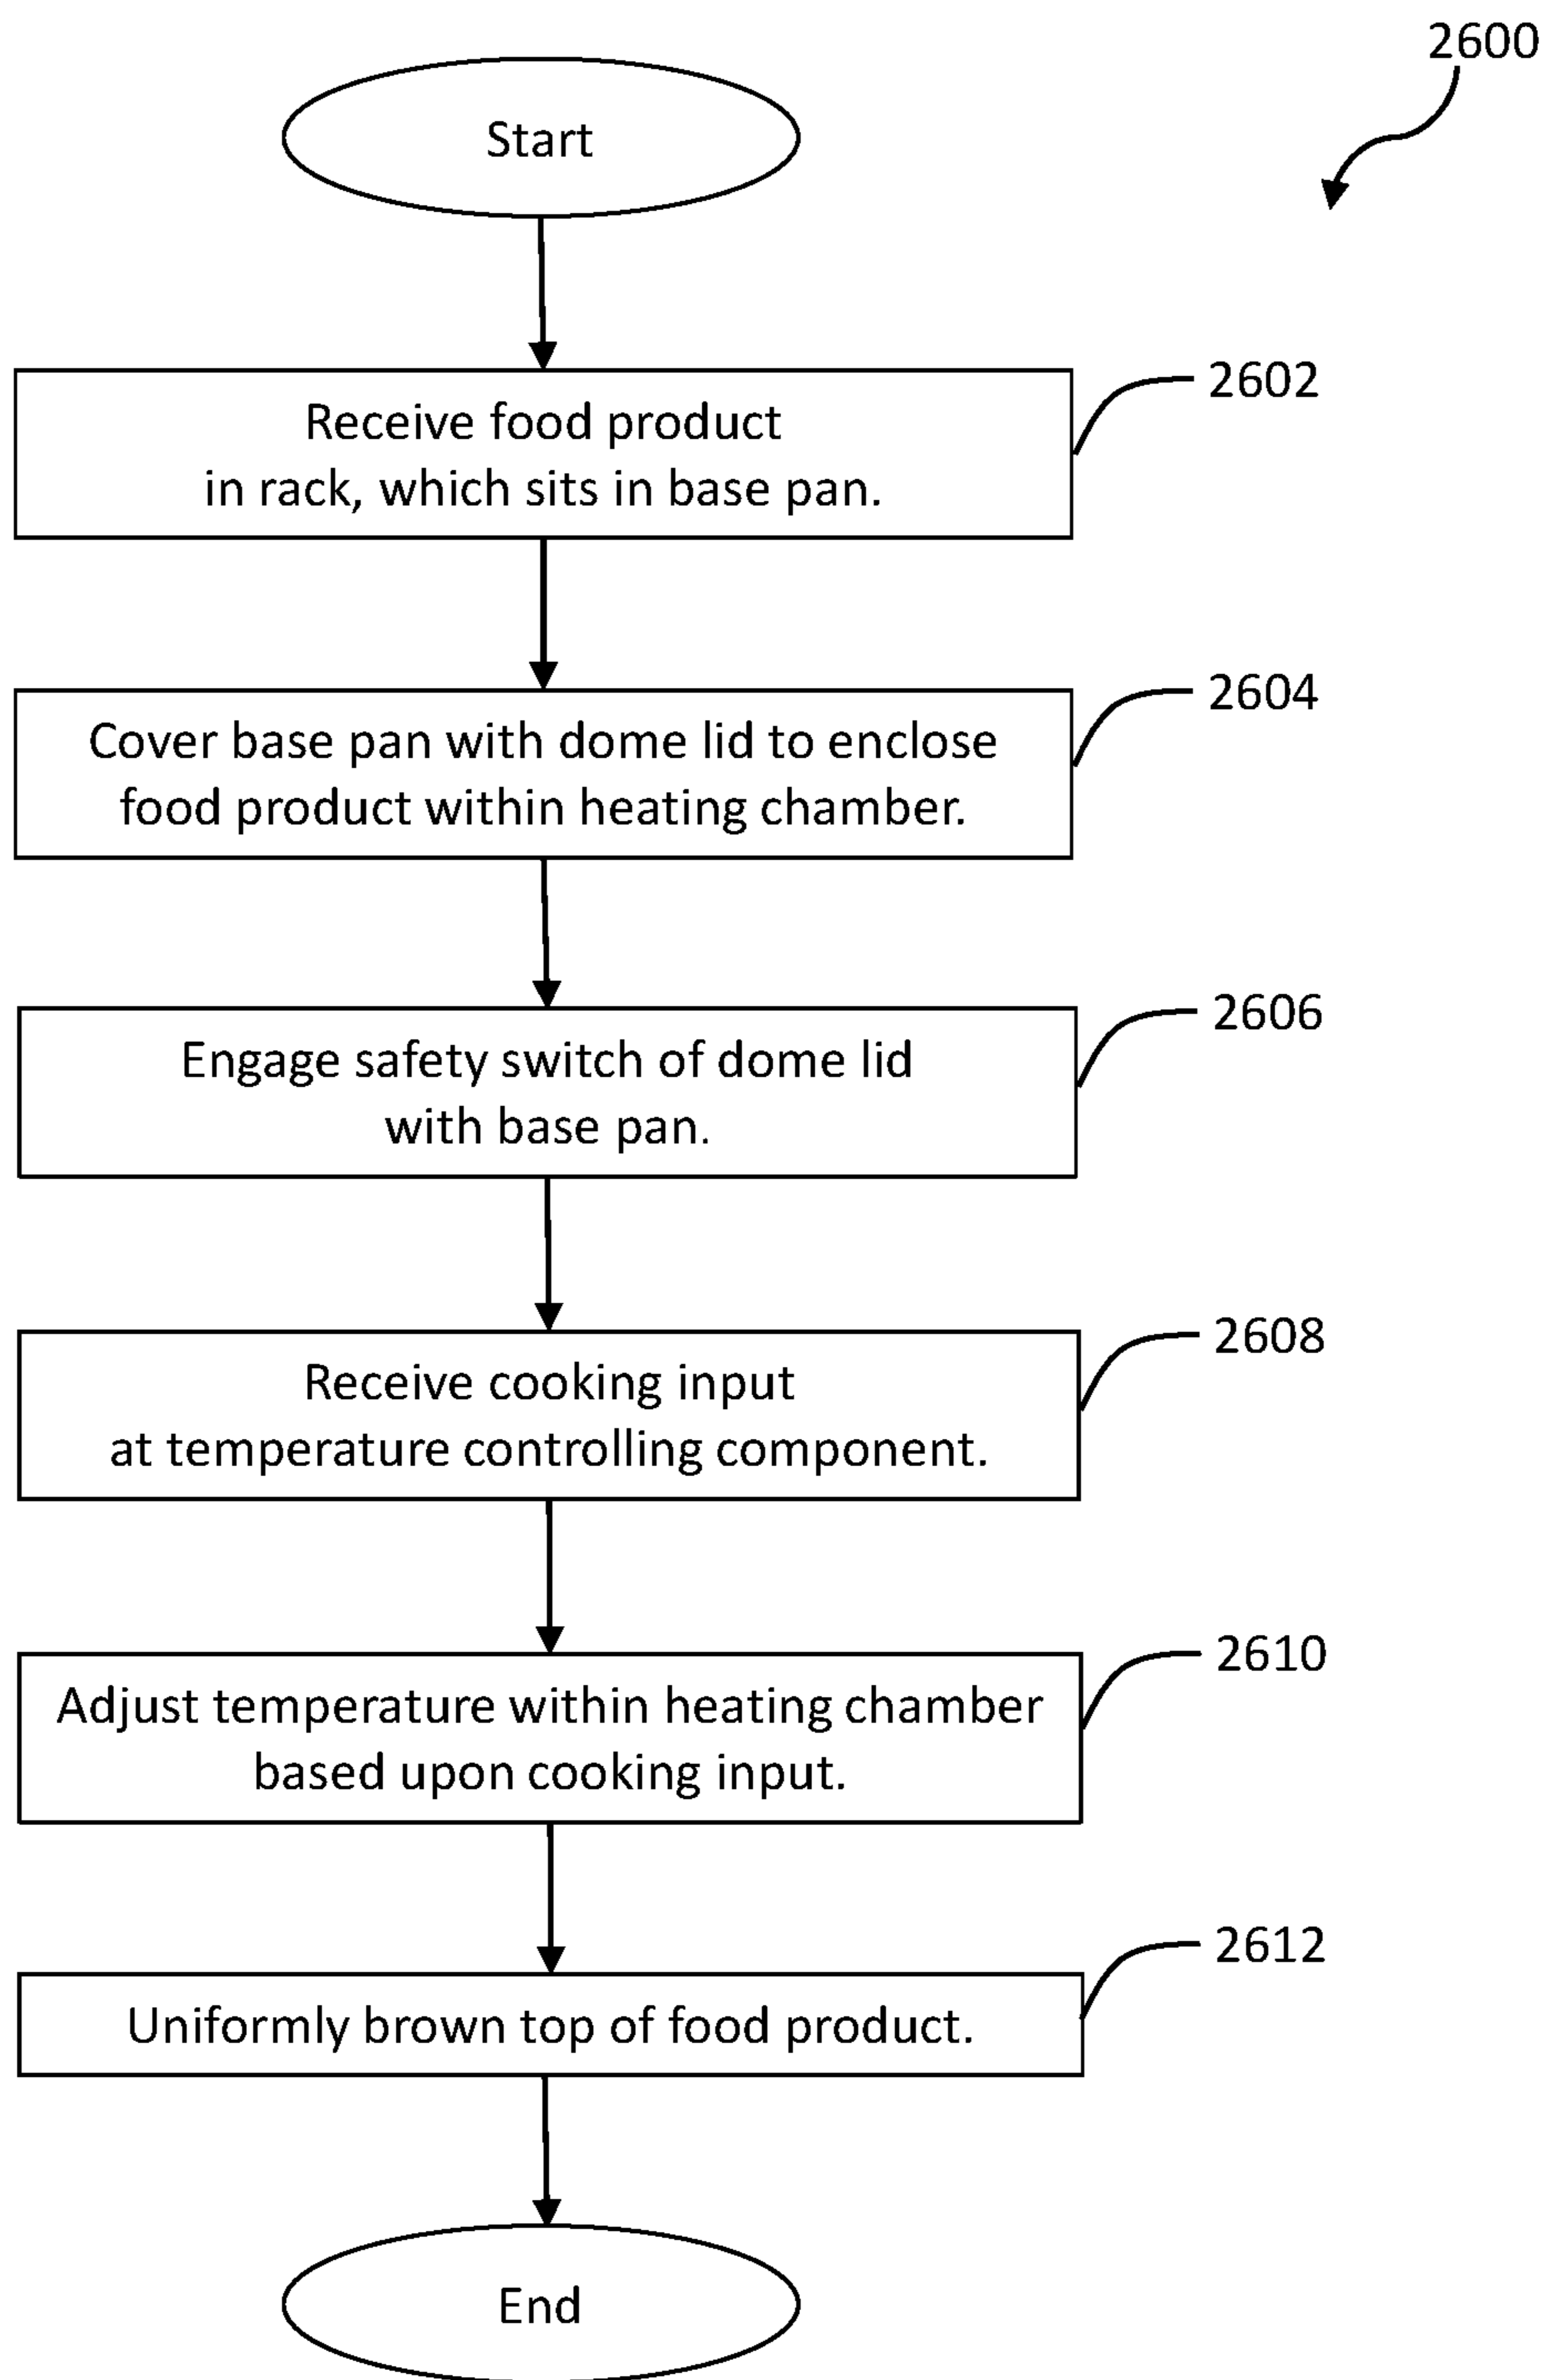 2600
Start
Receive food product
in rack, which sits in base pan.
2602
Cover base pan with dome lid to enclose
food product within heating chamber.
2604
Engage safety switch of dome lid
with base pan.
2606
Receive cooking input
at temperature controlling component.
2608
Adjust temperature within heating chamber
based upon cooking input.
2610
Uniformly brown top of food product.
2612
End